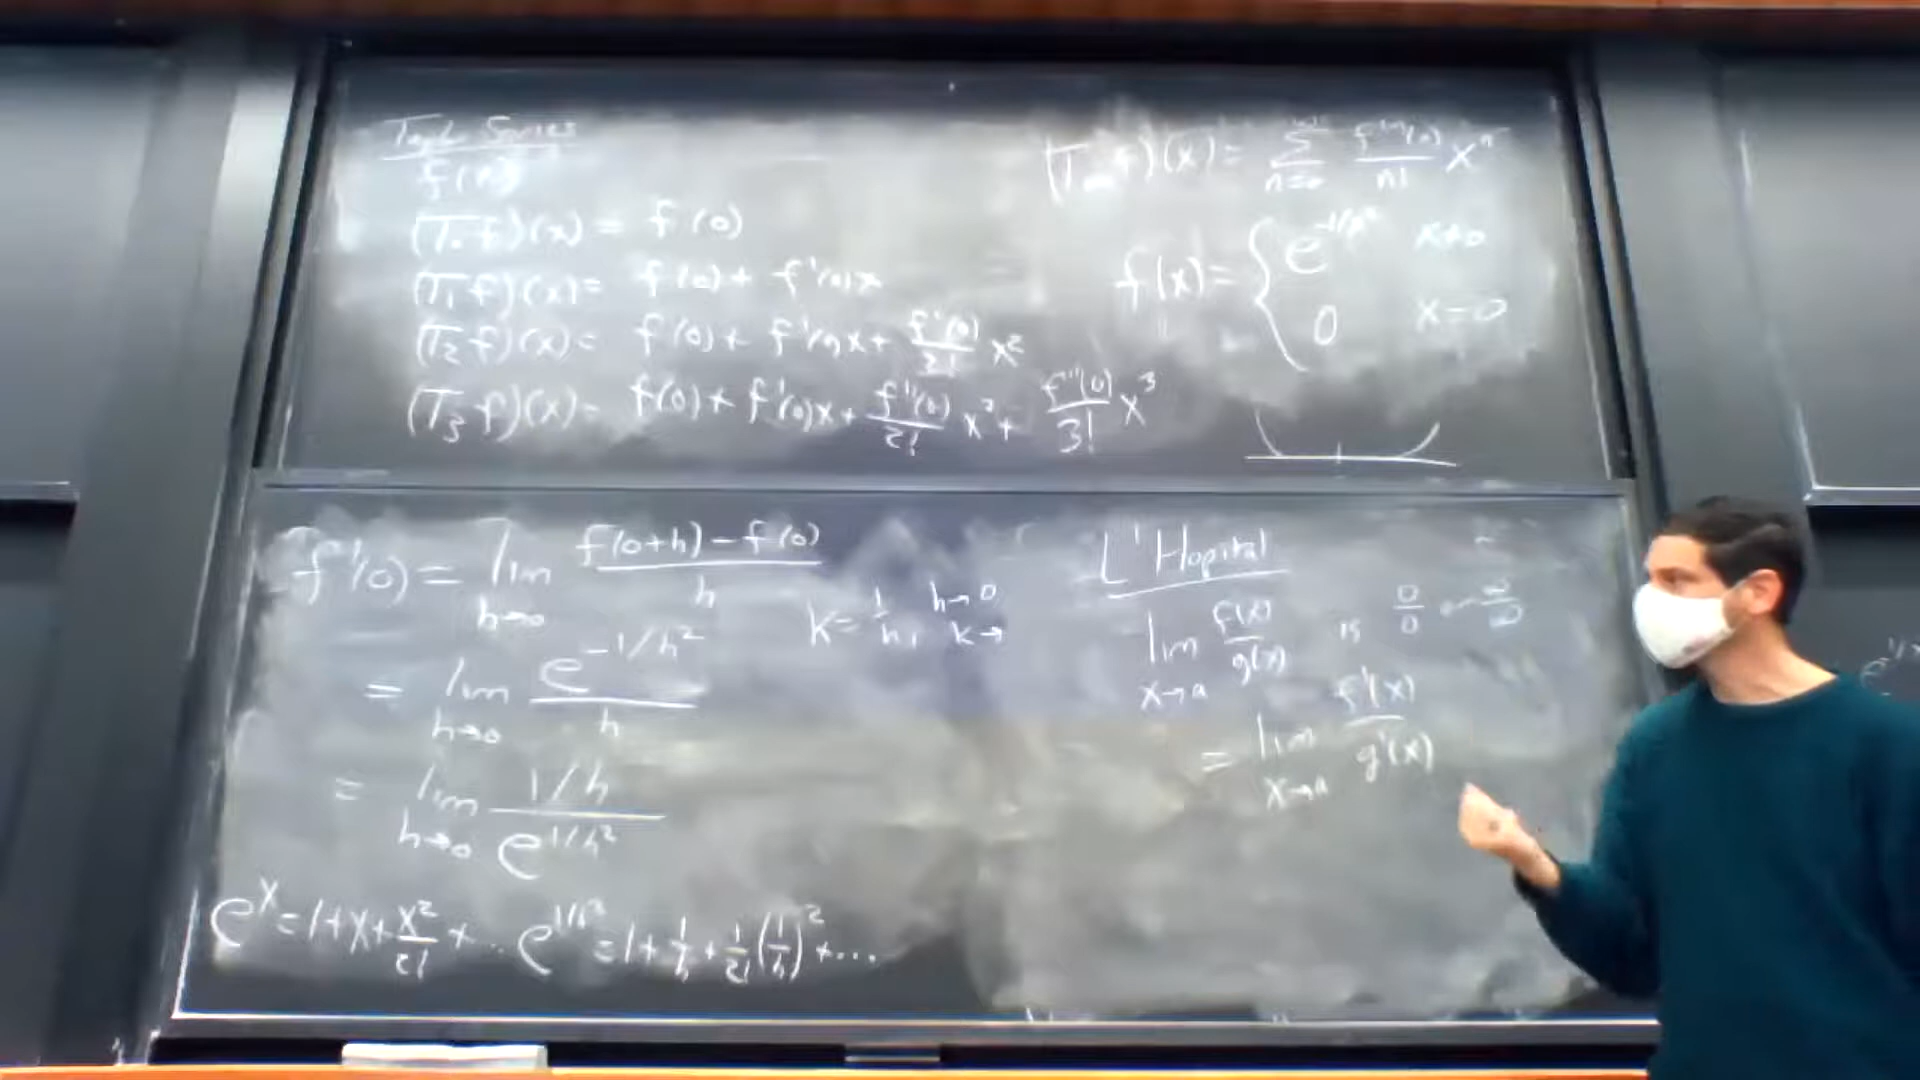 Taylor Series
f(x)
(T₀f)(x) = f(0)
(T₁f)(x) = f(0) + f'(0)x
(T₂f)(x) = f(0) + f'(0)x + f''(0)/2! x²
(T₃f)(x) = f(0) + f'(0)x + f''(0)/2! x² + f'''(0)/3! x³
(T f)(x) = Σ n=0 f⁽ⁿ⁾(0)/n! xⁿ
f(x) = { e^(-1/x²) x≠0
0 x=0
f'(0) = lim h→0 f(0+h) - f(0) / h
k = 1/h, h→0
k→
= lim h→0 e^(-1/h²) / h
= lim h→0 1/h / e^(1/h²)
eˣ = 1 + x + x²/2! + ... e^(1/h²) = 1 + 1/h + 1/2! (1/h)² + ...
L'Hopital
lim x→a f(x)/g(x) is 0/0 or ∞/∞
= lim x→a f'(x)/g'(x)